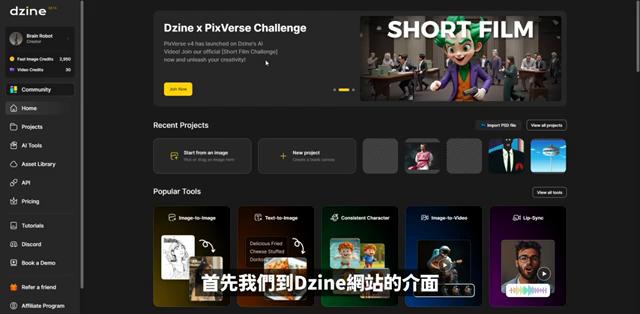 dzine BETA
Brain Robot
Creator
Fast Image Credits 2,950
Video Credits 30
Community
Home
Projects
AI Tools
Asset Library
API
Pricing
Tutorials
Discord
Book a Demo
Refer a friend
Affiliate Program
Dzine x PixVerse Challenge
PixVerse v4 has launched on Dzine's AI
Video! Join our official [Short Film Challenge]
now and unleash your creativity!
Join Now
SHORT FILM
Recent Projects
Import PSD file
View all projects
Start from an image
Pick or drag an image here
New project
Create a blank canvas
Popular Tools
View all tools
Image-to-Image
Text-to-Image
Consistent Character
Image-to-Video
Lip-Sync
Delicious Fried
Cheese Stuffed
首先我們到Dzine網站的介面